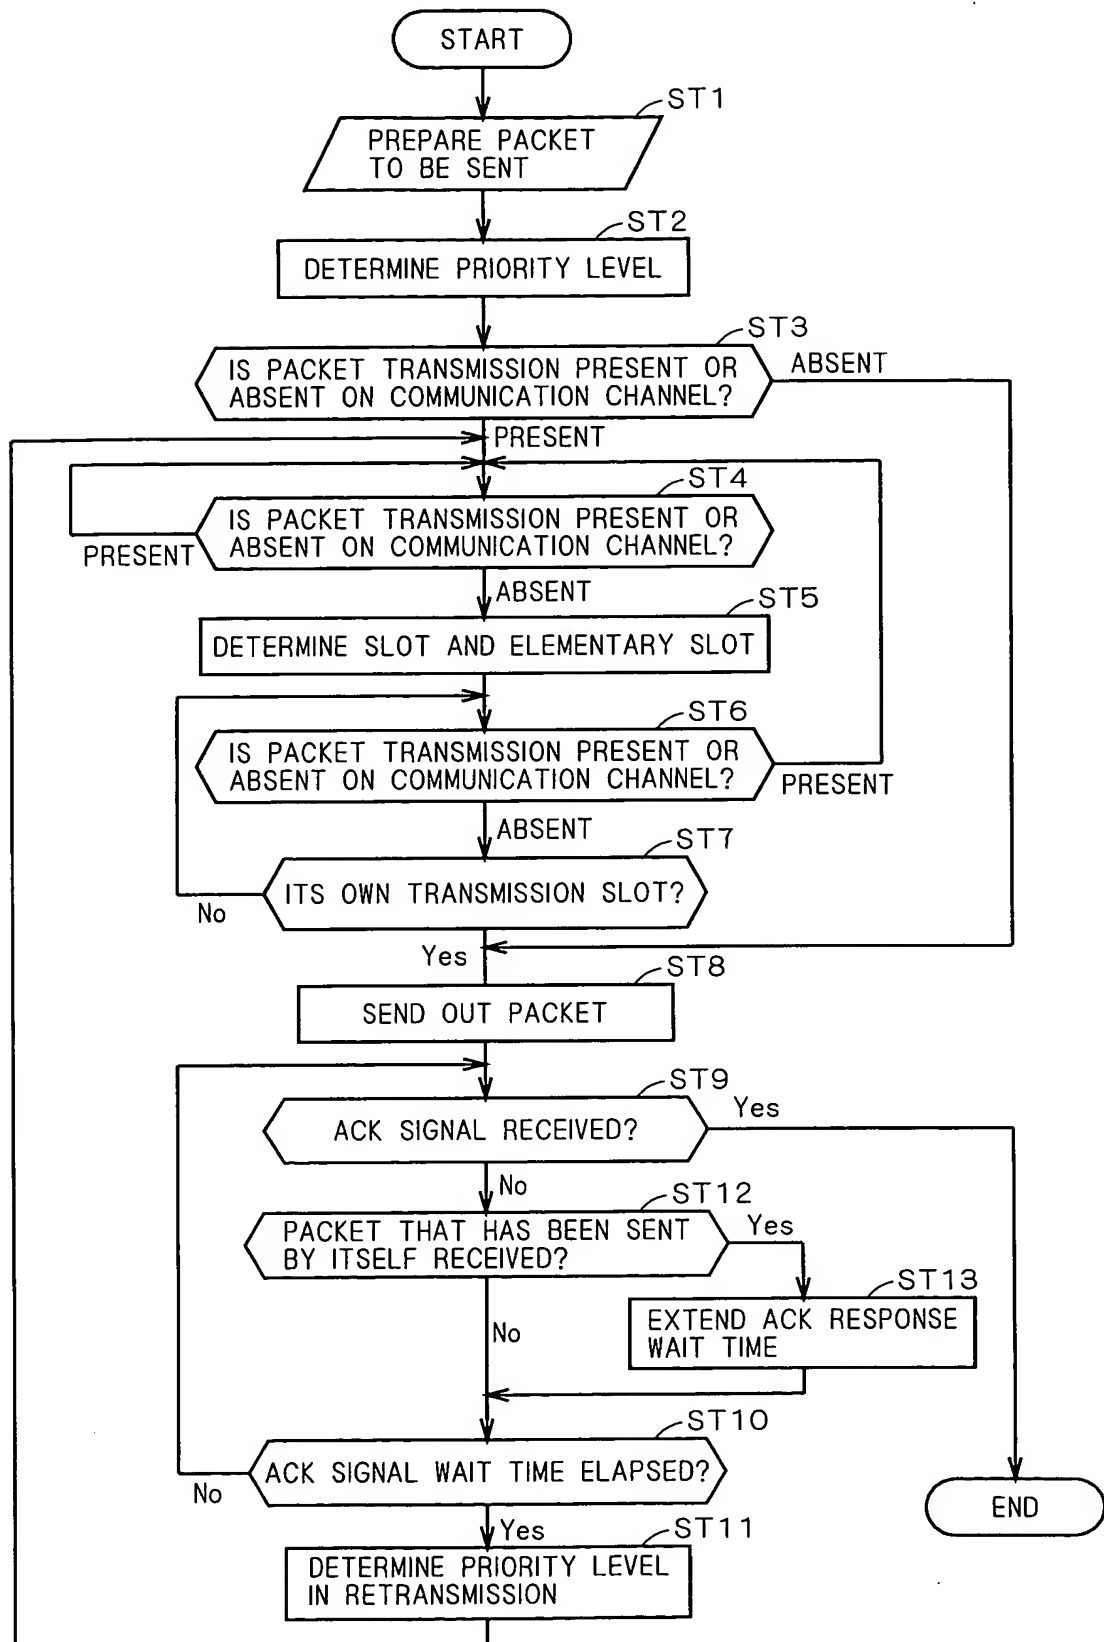 START
ST1
PREPARE PACKET
TO BE SENT
ST2
DETERMINE PRIORITY LEVEL
ST3
IS PACKET TRANSMISSION PRESENT OR
ABSENT ON COMMUNICATION CHANNEL?
ABSENT
PRESENT
ST4
IS PACKET TRANSMISSION PRESENT OR
ABSENT ON COMMUNICATION CHANNEL?
PRESENT
ABSENT
ST5
DETERMINE SLOT AND ELEMENTARY SLOT
ST6
IS PACKET TRANSMISSION PRESENT OR
ABSENT ON COMMUNICATION CHANNEL?
PRESENT
ABSENT
ST7
ITS OWN TRANSMISSION SLOT?
No
Yes
ST8
SEND OUT PACKET
ST9
ACK SIGNAL RECEIVED?
Yes
No
ST12
PACKET THAT HAS BEEN SENT
BY ITSELF RECEIVED?
Yes
ST13
EXTEND ACK RESPONSE
WAIT TIME
No
ST10
ACK SIGNAL WAIT TIME ELAPSED?
No
END
Yes
ST11
DETERMINE PRIORITY LEVEL
IN RETRANSMISSION